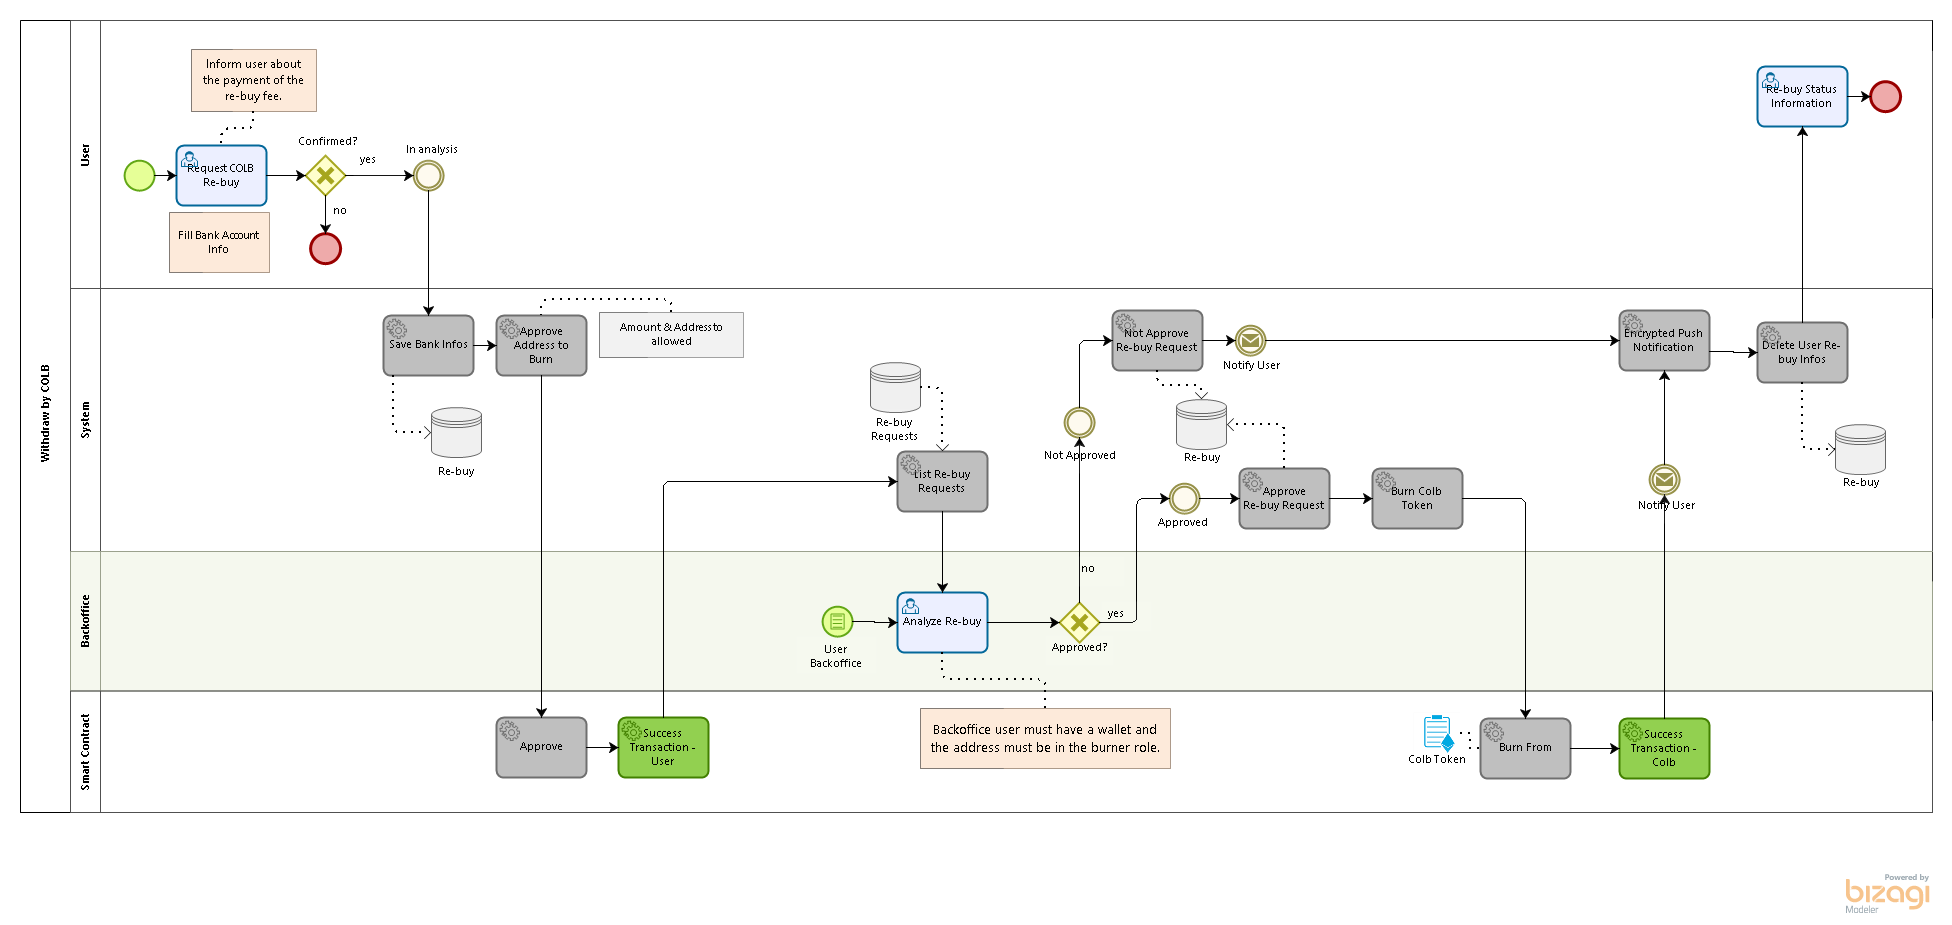 Withdraw by COLB
User
Inform user about
the payment of the
re-buy fee.
Request COLB
Re-buy
Fill Bank Account
Info
Confirmed?
yes
no
In analysis
Re-buy Status
Information
System
Save Bank Infos
Approve
Address to
Burn
Amount & Address to
allowed
Re-buy
Re-buy
Requests
List Re-buy
Requests
Not Approved
Not Approve
Re-buy Request
Notify User
Re-buy
Approved
Approve
Re-buy Request
Burn Colb
Token
Encrypted Push
Notification
Notify User
Delete User Re-
buy Infos
Re-buy
Backoffice
User
Backoffice
Analyze Re-buy
Approved?
no
yes
Smart Contract
Approve
Success
Transaction -
User
Backoffice user must have a wallet and
the address must be in the burner role.
Colb Token
Burn From
Success
Transaction -
Colb
Powered by
bizagi
Modeler